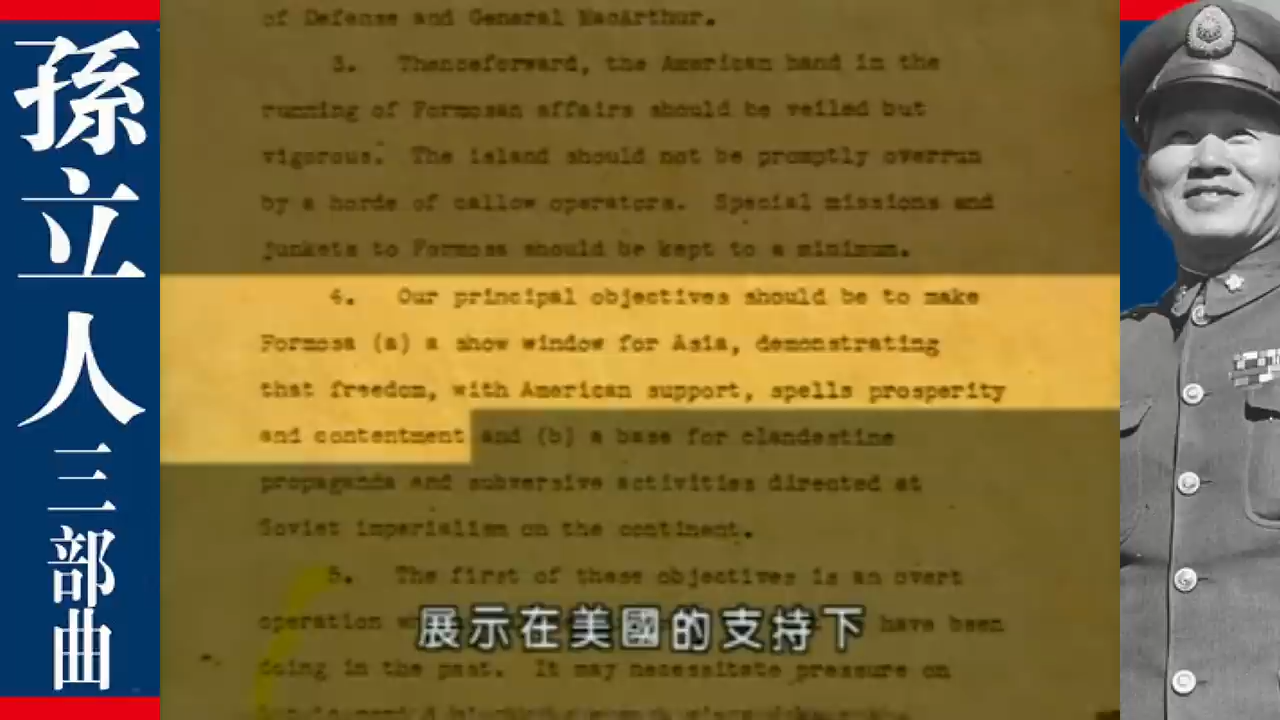 孫立人三部曲
of Defense and General MacArthur.
3. Thenceforward, the American hand in the
running of Formosan affairs should be veiled but
vigorous. The island should not be promptly overrun
by a horde of callow operators. Special missions and
junkets to Formosa should be kept to a minimum.
4. Our principal objectives should be to make
Formosa (a) a show window for Asia, demonstrating
that freedom, with American support, spells prosperity
and contentment and (b) a base for clandestine
propaganda and subversive activities directed at
Soviet imperialism on the continent.
5. The first of these objectives is an overt
operation have been
展示在美國的支持下
doing in the past. It may necessitate pressure on